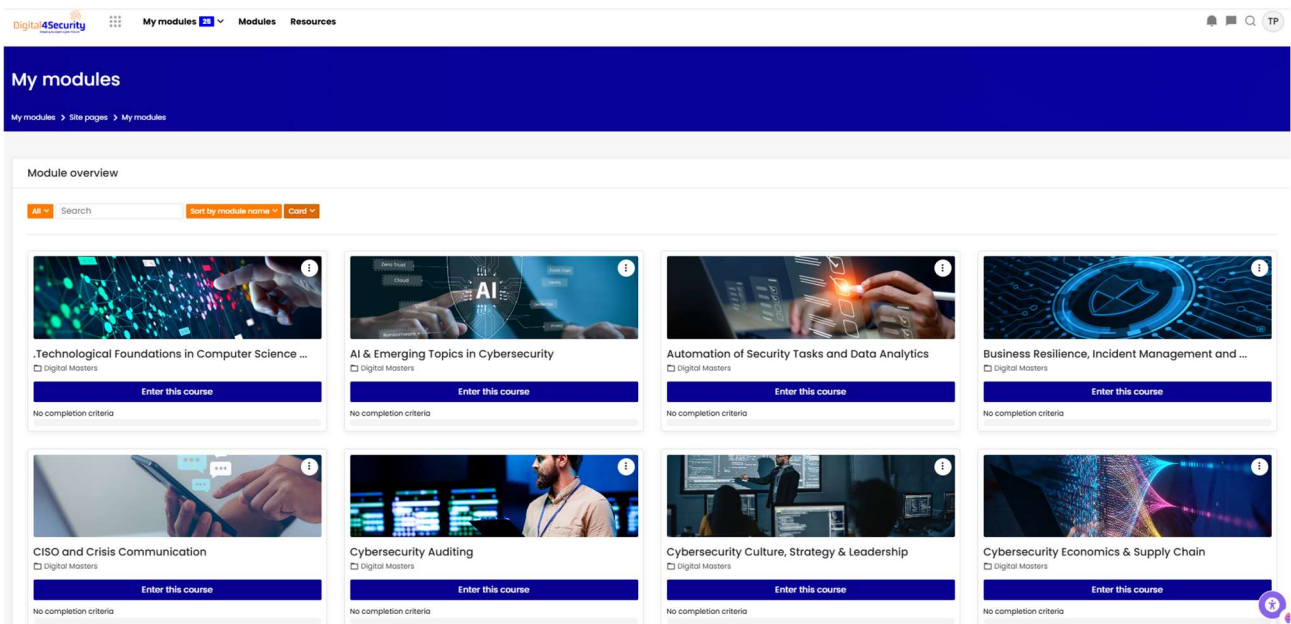 Digital4Security
My modules 25 Modules Resources
TP
My modules
My modules > Site pages > My modules
Module overview
All Search Sort by module name Card
Zero Trust
Cloud
AI
.Technological Foundations in Computer Science ...
Digital Masters
Enter this course
No completion criteria
AI & Emerging Topics in Cybersecurity
Digital Masters
Enter this course
No completion criteria
Automation of Security Tasks and Data Analytics
Digital Masters
Enter this course
No completion criteria
Business Resilience, Incident Management and ...
Digital Masters
Enter this course
No completion criteria
CISO and Crisis Communication
Digital Masters
Enter this course
No completion criteria
Cybersecurity Auditing
Digital Masters
Enter this course
No completion criteria
Cybersecurity Culture, Strategy & Leadership
Digital Masters
Enter this course
No completion criteria
Cybersecurity Economics & Supply Chain
Digital Masters
Enter this course
No completion criteria